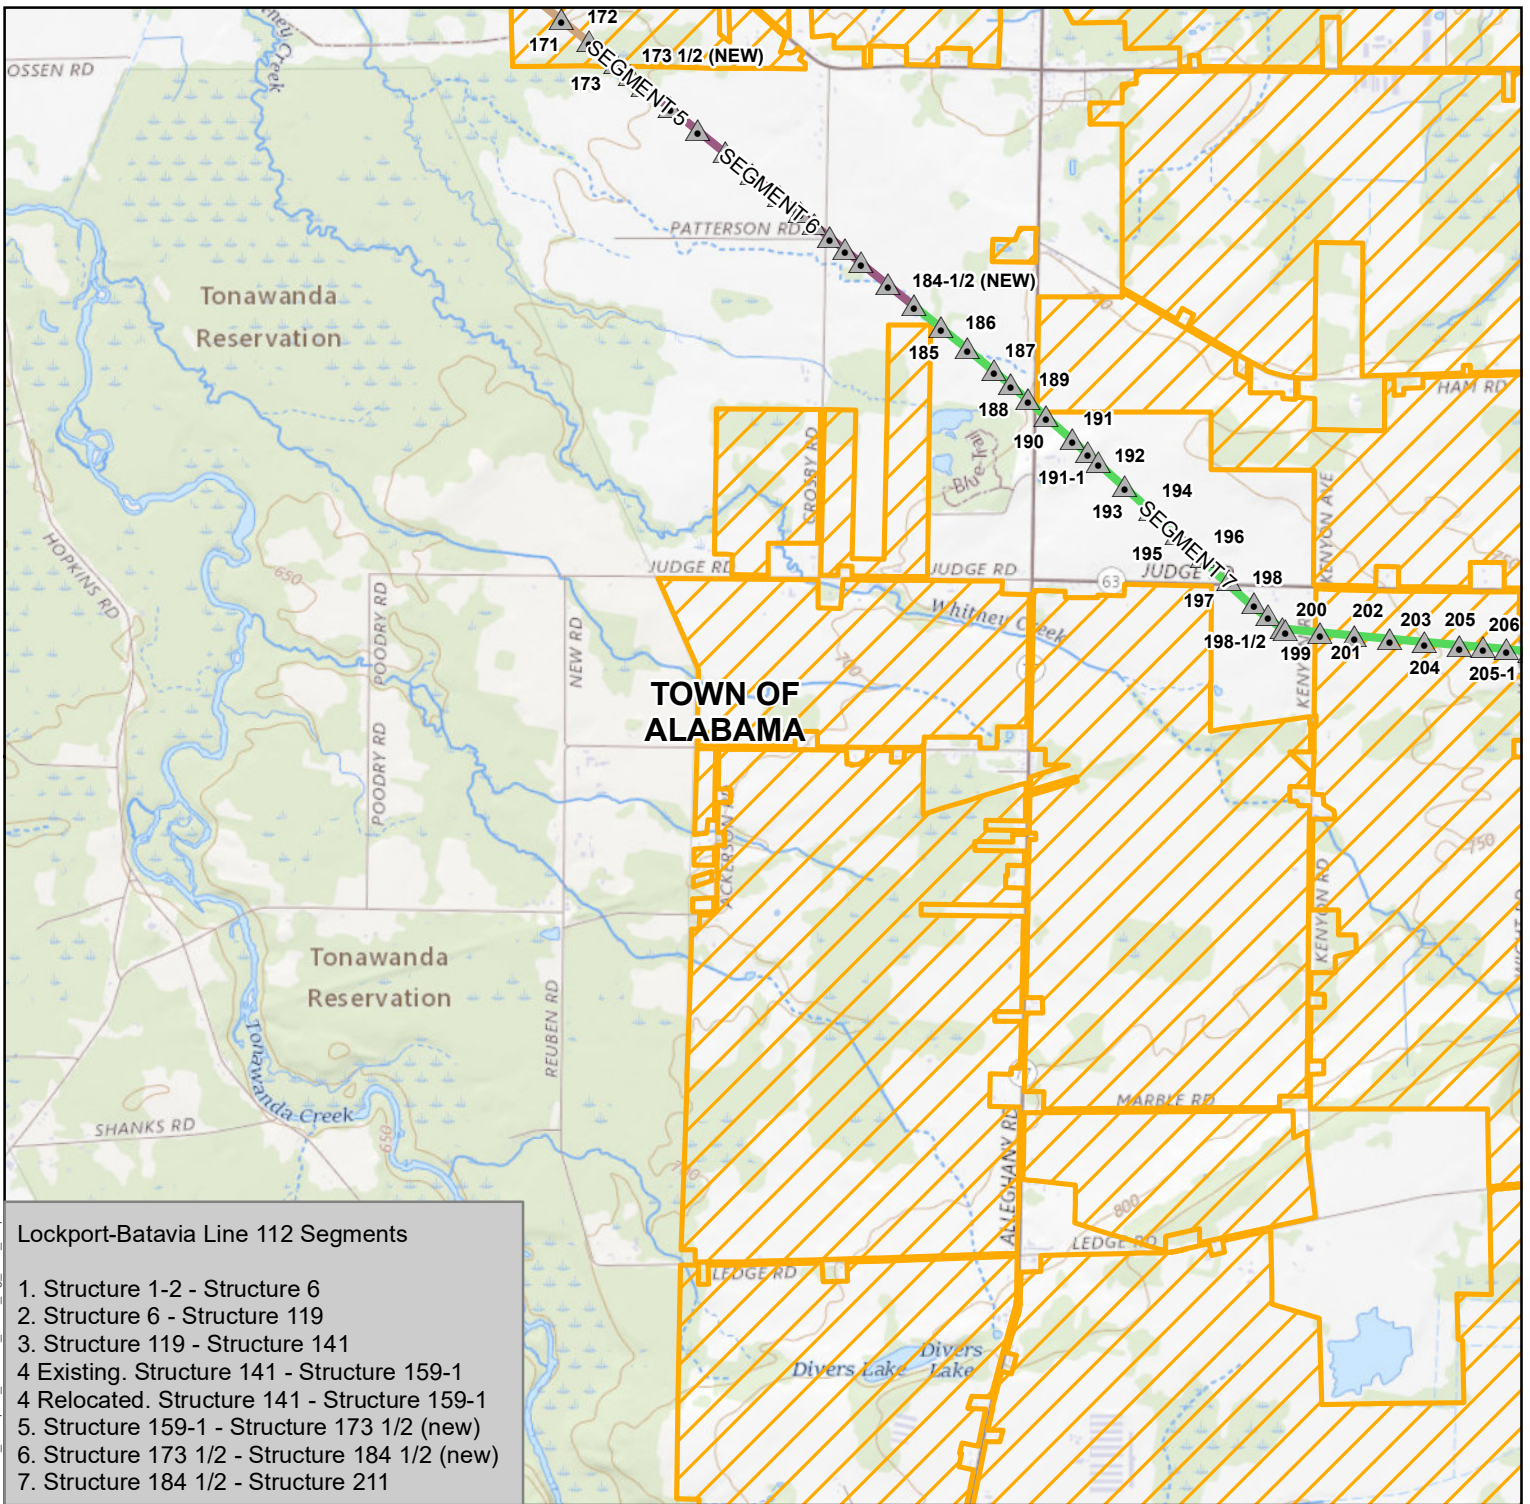 172
171
173 1/2 (NEW)
173
SEGMENT 5
OSSEN RD
Creek
SEGMENT 6
PATTERSON RD
Tonawanda
Reservation
184-1/2 (NEW)
186
185
187
189
188
191
190
192
191-1
194
193
196
195
SEGMENT 7
198
197
200
202
203
205
206
198-1/2
199
201
204
205-1
700
HAM RD
CROSBY RD
Blue Trail
KENYON AVE
750
HOPKINS RD
650
JUDGE RD
JUDGE RD
63
JUDGE
POODRY RD
NEW RD
Whitney Creek
700
TOWN OF
ALABAMA
POODRY RD
ACKERSON
750
KENYON RD
Tonawanda
Reservation
REUBEN RD
Tonawanda Creek
SHANKS RD
650
MARBLE RD
ALLEGHANY RD
800
LEDGE RD
LEDGE RD
Divers Lake
Divers
Lake
Lockport-Batavia Line 112 Segments
1. Structure 1-2 - Structure 6
2. Structure 6 - Structure 119
3. Structure 119 - Structure 141
4 Existing. Structure 141 - Structure 159-1
4 Relocated. Structure 141 - Structure 159-1
5. Structure 159-1 - Structure 173 1/2 (new)
6. Structure 173 1/2 - Structure 184 1/2 (new)
7. Structure 184 1/2 - Structure 211